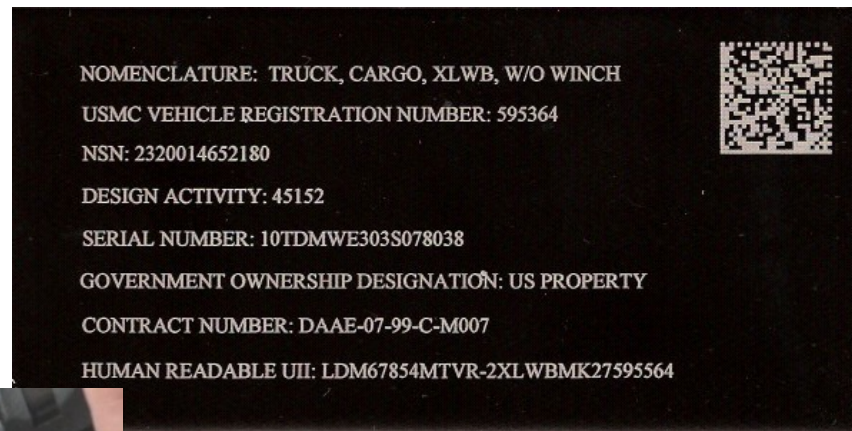 NOMENCLATURE: TRUCK, CARGO, XLWB, W/O WINCH
USMC VEHICLE REGISTRATION NUMBER: 595364
NSN: 2320014652180
DESIGN ACTIVITY: 45152
SERIAL NUMBER: 10TDMWE303S078038
GOVERNMENT OWNERSHIP DESIGNATION: US PROPERTY
CONTRACT NUMBER: DAAE-07-99-C-M007
HUMAN READABLE UII: LDM67854MTVR-2XLWBMK27595564